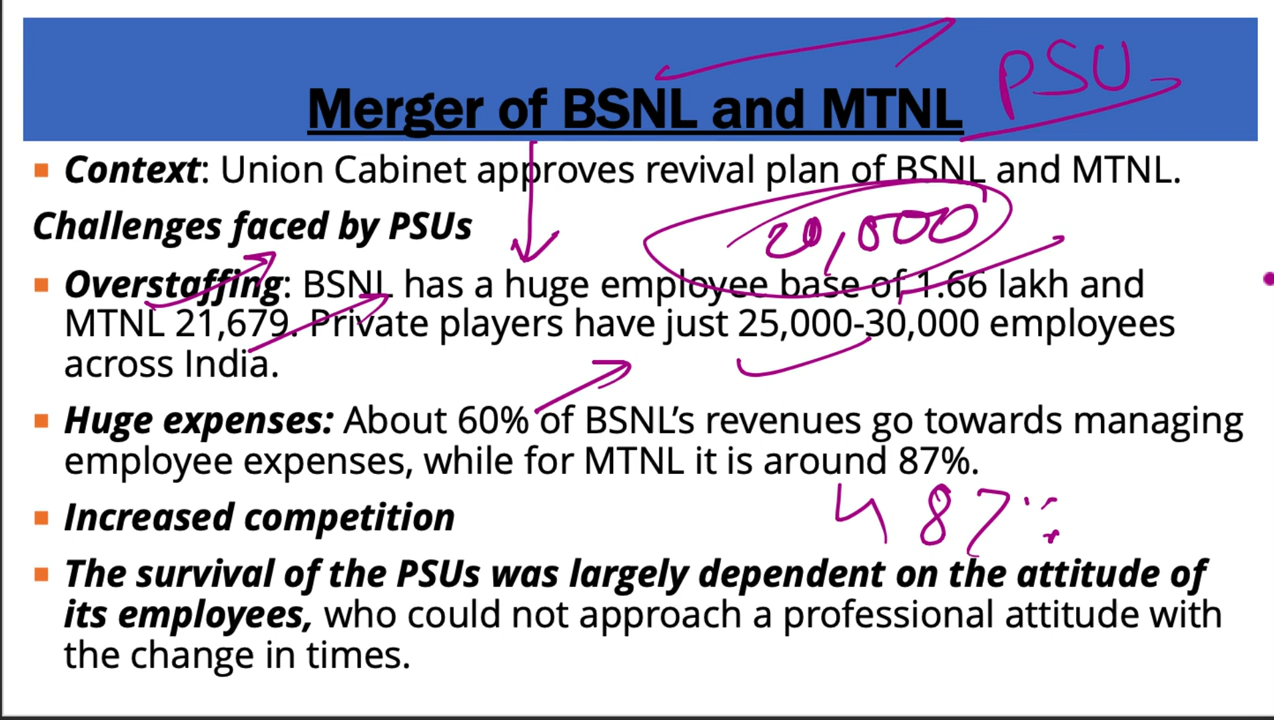 PSU
Merger of BSNL and MTNL
▪ Context: Union Cabinet approves revival plan of BSNL and MTNL.
Challenges faced by PSUs
20,000
▪ Overstaffing: BSNL has a huge employee base of 1.66 lakh and
MTNL 21,679. Private players have just 25,000-30,000 employees
across India.
▪ Huge expenses: About 60% of BSNL’s revenues go towards managing
employee expenses, while for MTNL it is around 87%.
87%
▪ Increased competition
▪ The survival of the PSUs was largely dependent on the attitude of
its employees, who could not approach a professional attitude with
the change in times.